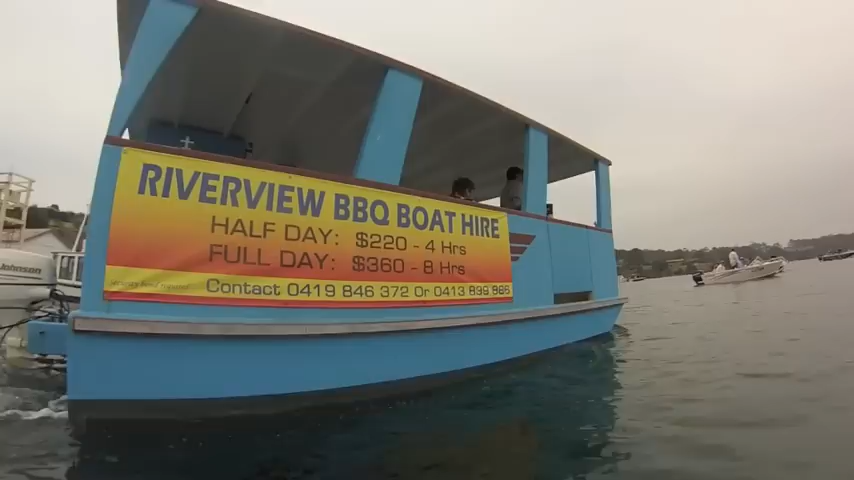 RIVERVIEW BBQ BOAT HIRE
HALF DAY: $220 - 4 Hrs
FULL DAY: $360 - 8 Hrs
Contact 0419 846 372 Or 0413 899 986
Johnson